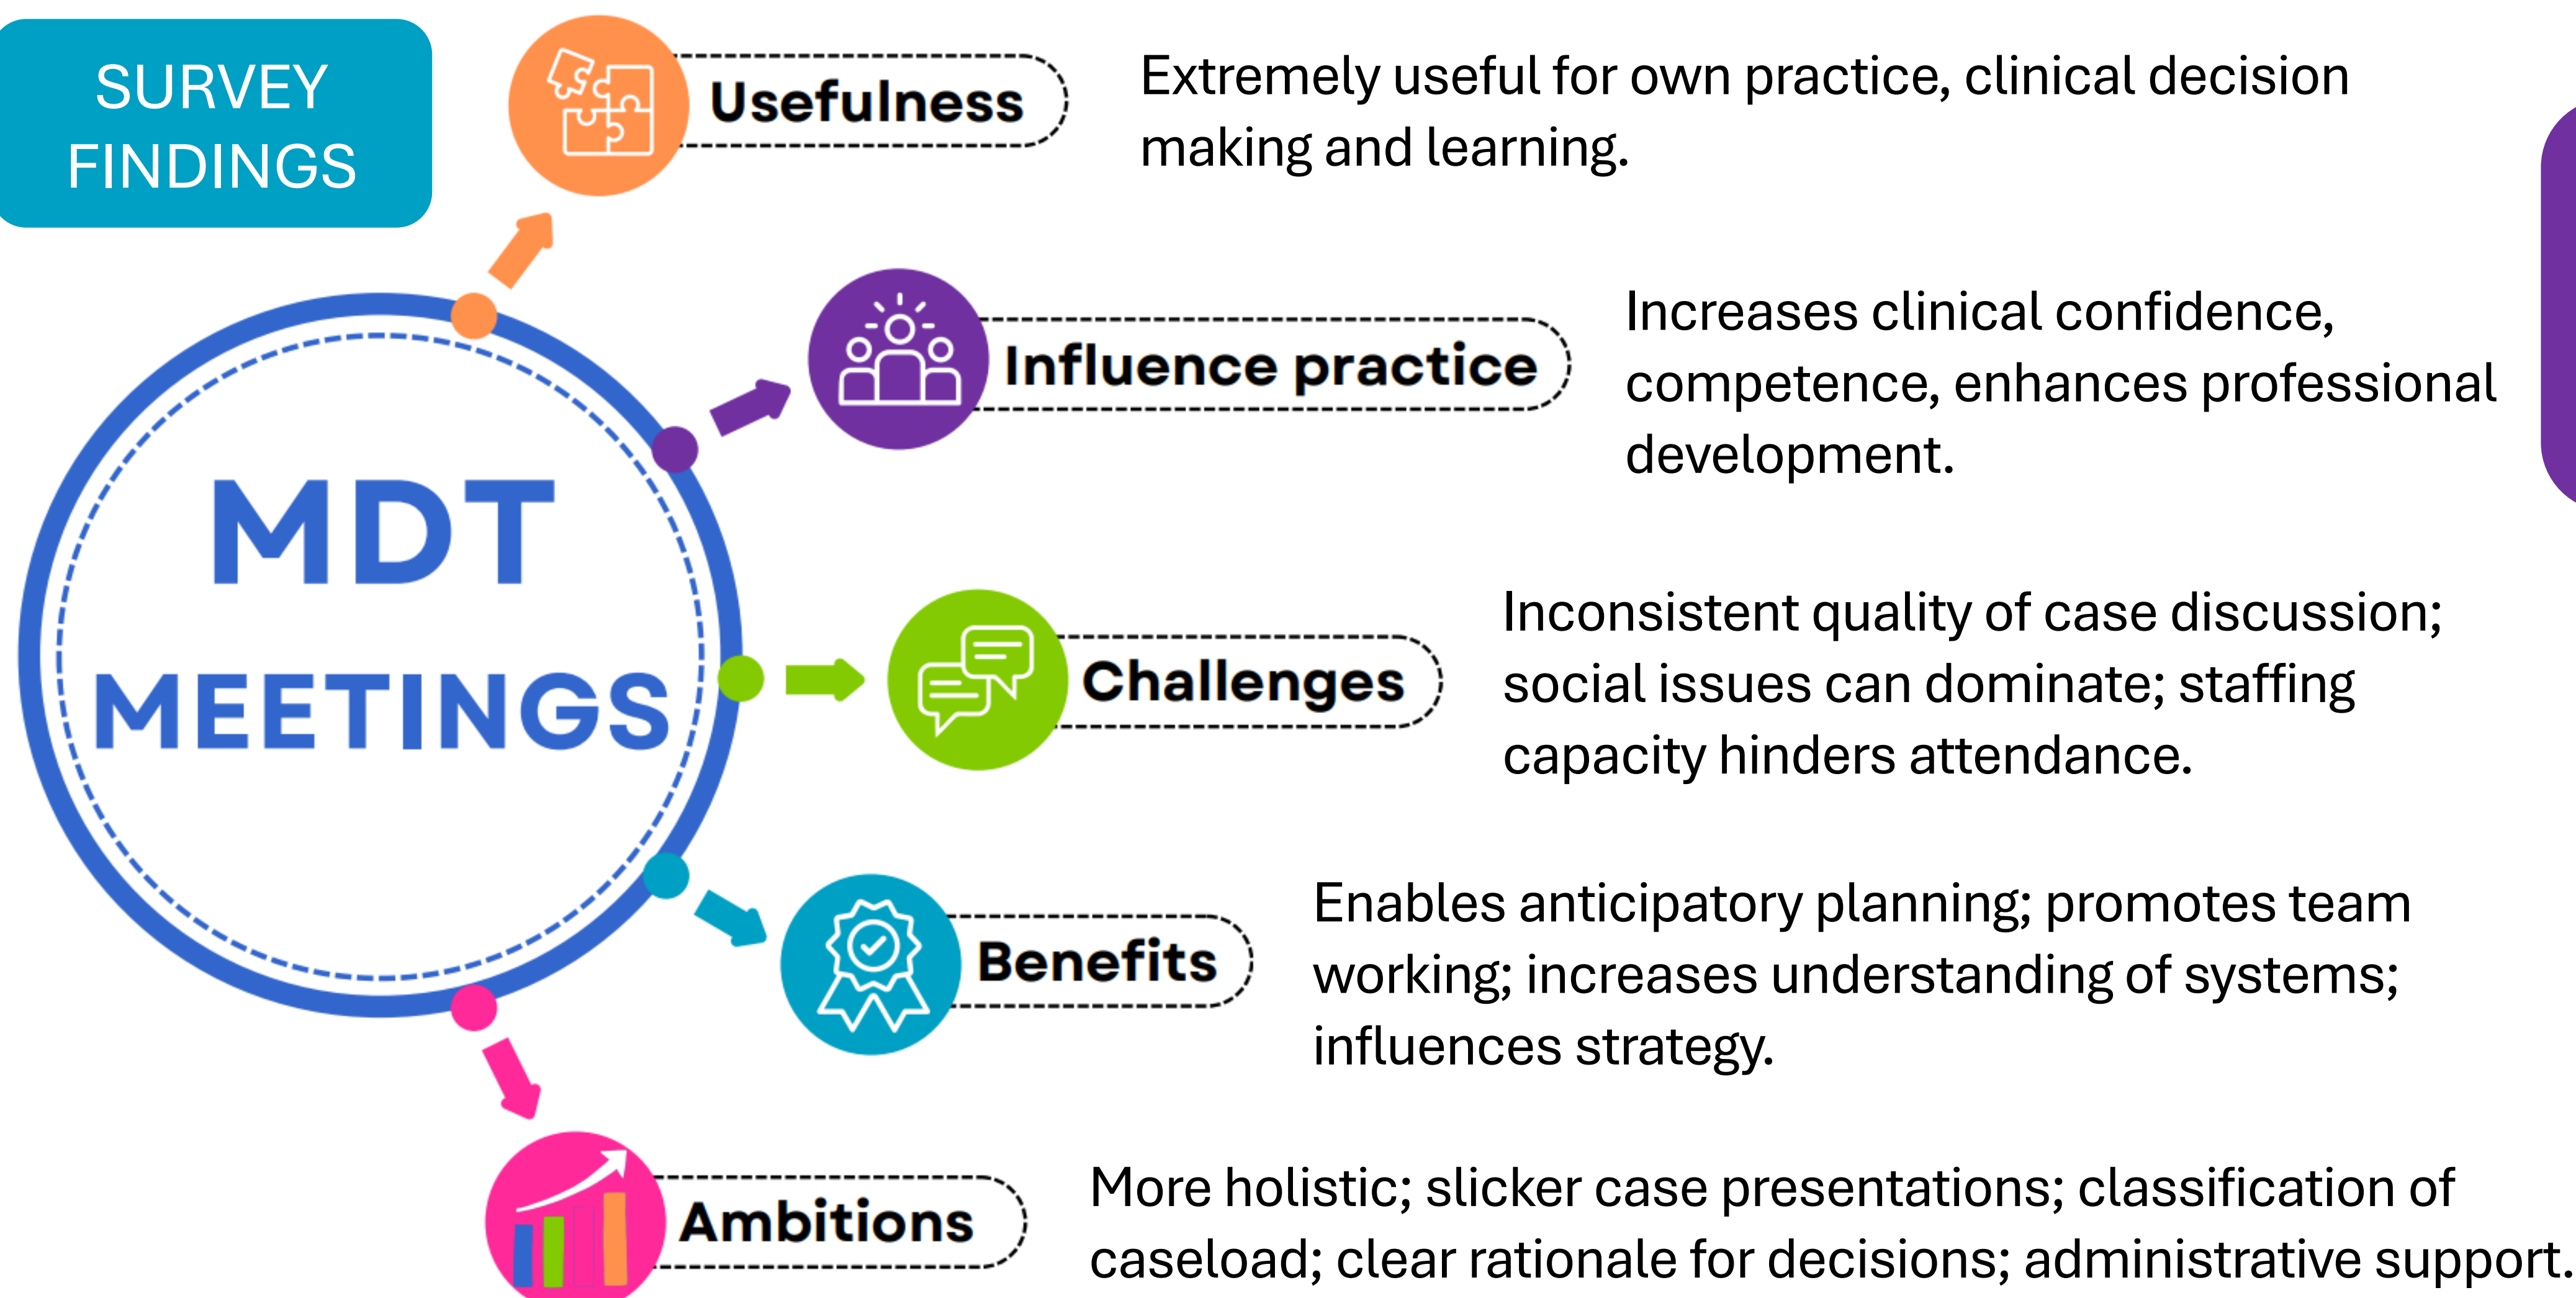 SURVEY
FINDINGS
Usefulness
Extremely useful for own practice, clinical decision
making and learning.
Influence practice
Increases clinical confidence,
competence, enhances professional
development.
MDT
MEETINGS
Challenges
Inconsistent quality of case discussion;
social issues can dominate; staffing
capacity hinders attendance.
Benefits
Enables anticipatory planning; promotes team
working; increases understanding of systems;
influences strategy.
Ambitions
More holistic; slicker case presentations; classification of
caseload; clear rationale for decisions; administrative support.